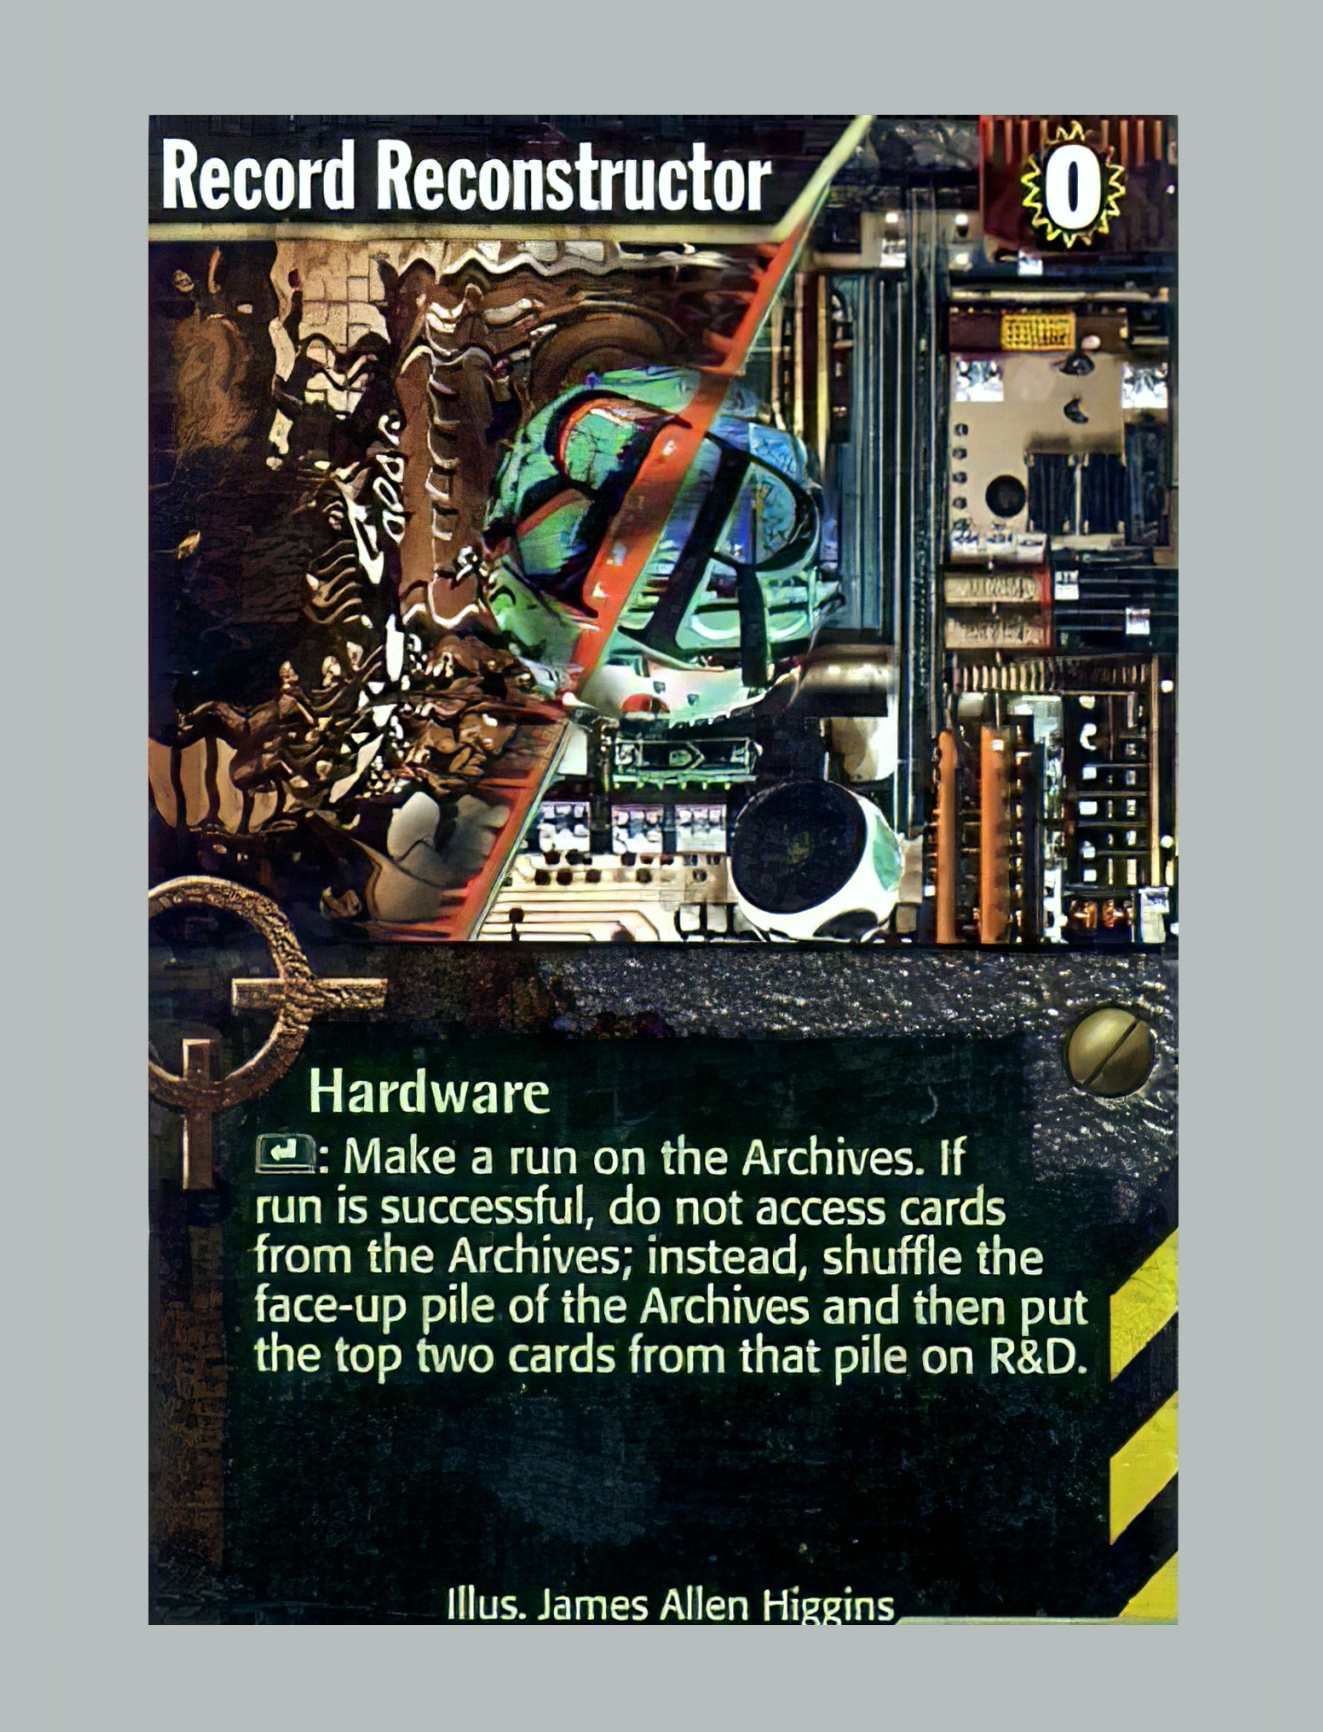 Record Reconstructor
0
Hardware
: Make a run on the Archives. If
run is successful, do not access cards
from the Archives; instead, shuffle the
face-up pile of the Archives and then put
the top two cards from that pile on R&D.
Illus. James Allen Higgins